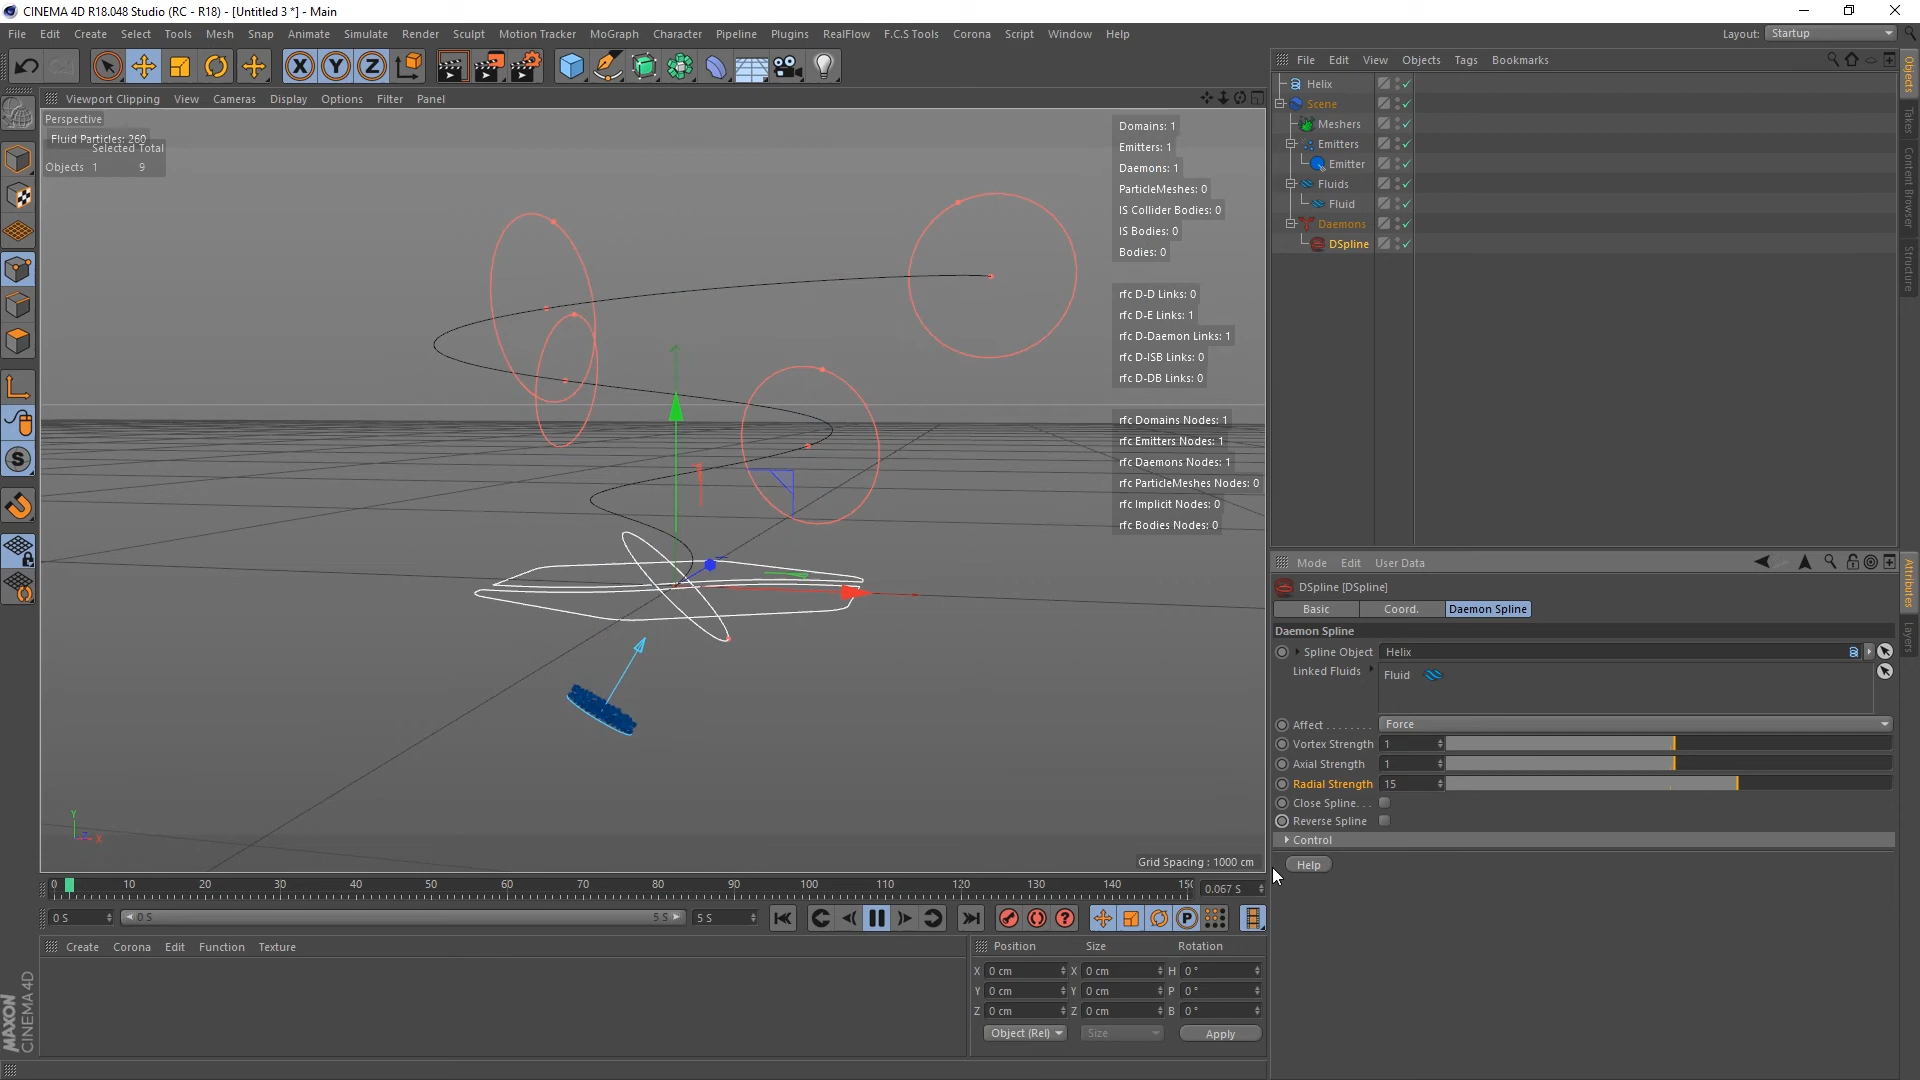 CINEMA 4D R18.048 Studio (RC - R18) - [Untitled 3 *] - Main
File Edit Create Select Tools Mesh Snap Animate Simulate Render Sculpt Motion Tracker MoGraph Character Pipeline Plugins RealFlow F.C.S Tools Corona Script Window Help Layout: Startup
File Edit View Objects Tags Bookmarks
Viewport Clipping View Cameras Display Options Filter Panel
Perspective
Fluid Particles: 260
Selected Total
Objects 1 9
Domains: 1
Emitters: 1
Daemons: 1
ParticleMeshes: 0
IS Collider Bodies: 0
IS Bodies: 0
Bodies: 0
rfc D-D Links: 0
rfc D-E Links: 1
rfc D-Daemon Links: 1
rfc D-ISB Links: 0
rfc D-DB Links: 0
rfc Domains Nodes: 1
rfc Emitters Nodes: 1
rfc Daemons Nodes: 1
rfc ParticleMeshes Nodes: 0
rfc Implicit Nodes: 0
rfc Bodies Nodes: 0
Y
Z X
Grid Spacing : 1000 cm
Helix
Scene
Meshers
Emitters
Emitter
Fluids
Fluid
Daemons
DSpline
Objects
Takes
Content Browser
Structure
Mode Edit User Data
DSpline [DSpline]
Basic Coord. Daemon Spline
Daemon Spline
Spline Object Helix
Linked Fluids Fluid
Affect . . . . . . . . Force
Vortex Strength 1
Axial Strength 1
Radial Strength 15
Close Spline. . .
Reverse Spline
Control
Help
Attributes
Layers
0 10 20 30 40 50 60 70 80 90 100 110 120 130 140 15 0.067 S
0 S 0 S 5 S 5 S
Create Corona Edit Function Texture
Position Size Rotation
X 0 cm X 0 cm H 0 °
Y 0 cm Y 0 cm P 0 °
Z 0 cm Z 0 cm B 0 °
Object (Rel) Size Apply
MAXON
CINEMA 4D